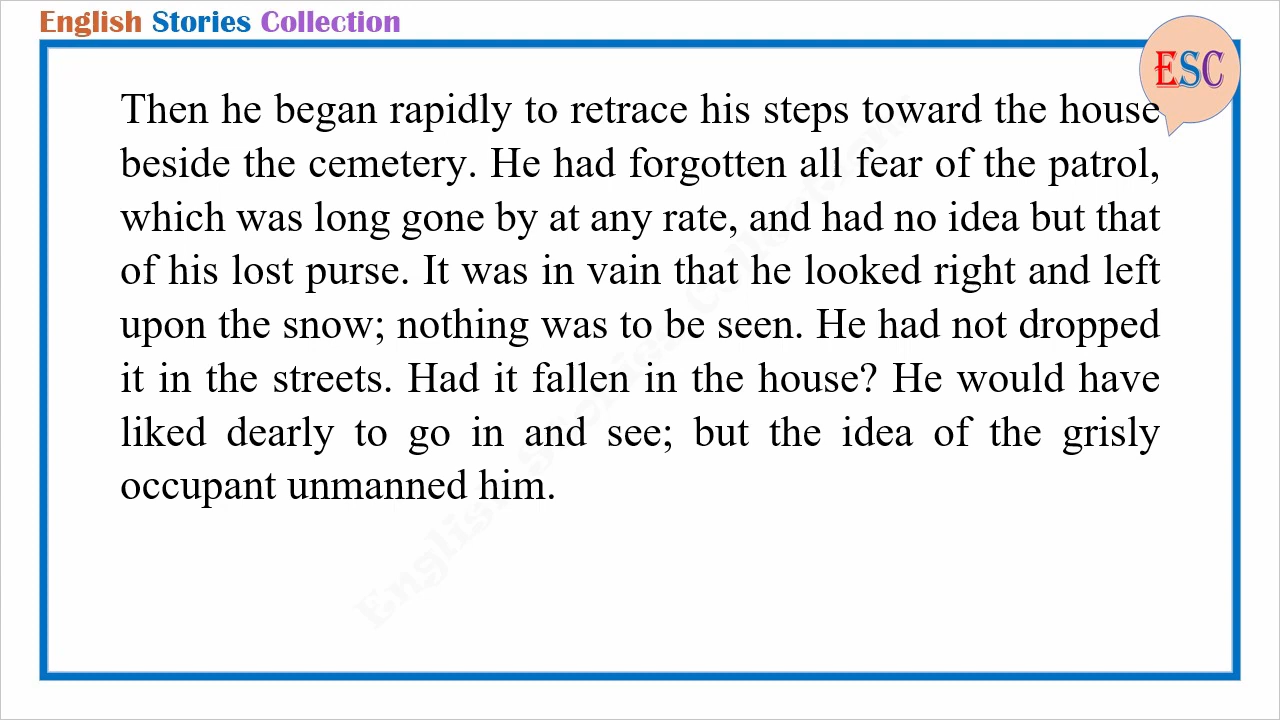 English Stories Collection
ESC
Then he began rapidly to retrace his steps toward the house
beside the cemetery. He had forgotten all fear of the patrol,
which was long gone by at any rate, and had no idea but that
of his lost purse. It was in vain that he looked right and left
upon the snow; nothing was to be seen. He had not dropped
it in the streets. Had it fallen in the house? He would have
liked dearly to go in and see; but the idea of the grisly
occupant unmanned him.
English Stories Collection